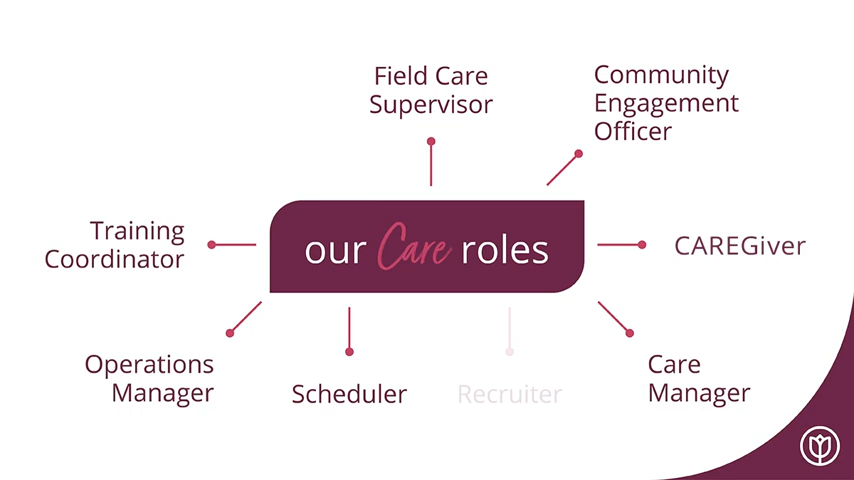 Field Care
Supervisor
Community
Engagement
Officer
Training
Coordinator
our Care roles
CAREGiver
Operations
Manager
Scheduler
Recruiter
Care
Manager